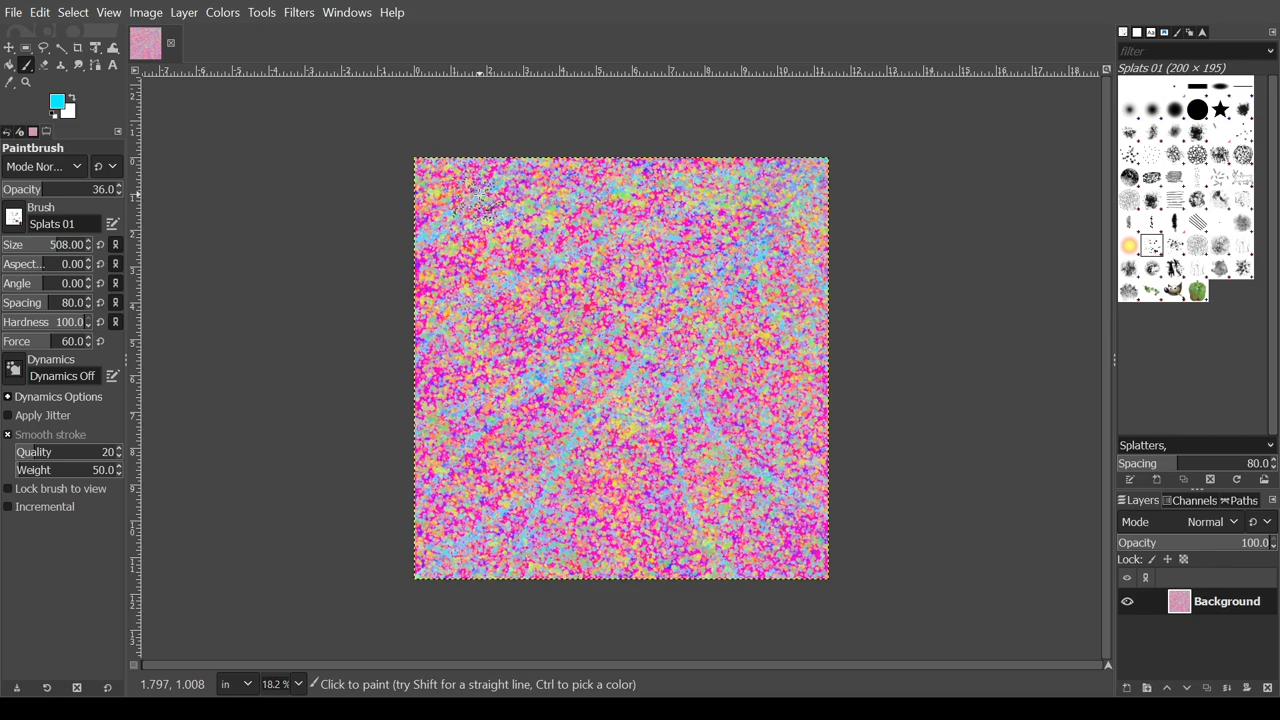 File Edit Select View Image Layer Colors Tools Filters Windows Help
filter
Splats 01 (200 × 195)
Paintbrush
Mode Nor...
Opacity 36.0
Brush
Splats 01
Size 508.00
Aspect... 0.00
Angle 0.00
Spacing 80.0
Hardness 100.0
Force 60.0
Dynamics
Dynamics Off
Dynamics Options
Apply Jitter
Smooth stroke
Quality 20
Weight 50.0
Lock brush to view
Incremental
Splatters,
Spacing 80.0
Layers Channels Paths
Mode Normal
Opacity 100.0
Lock:
Background
1.797, 1.008 in 18.2 % Click to paint (try Shift for a straight line, Ctrl to pick a color)